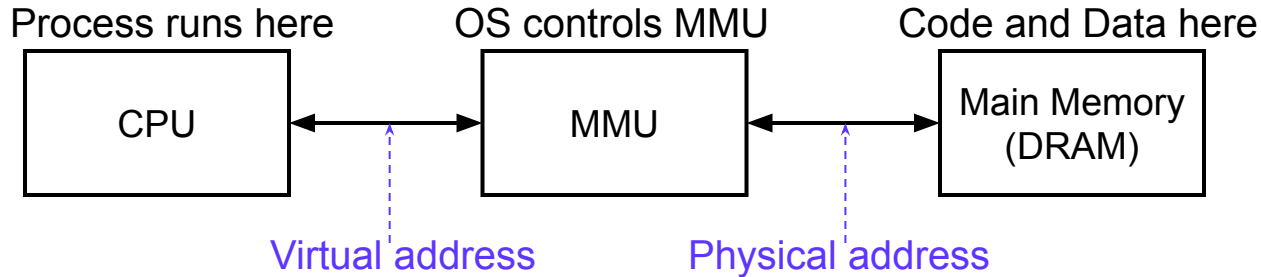 Process runs here
OS controls MMU
Code and Data here
CPU
MMU
Main Memory
(DRAM)
Virtual address
Physical address